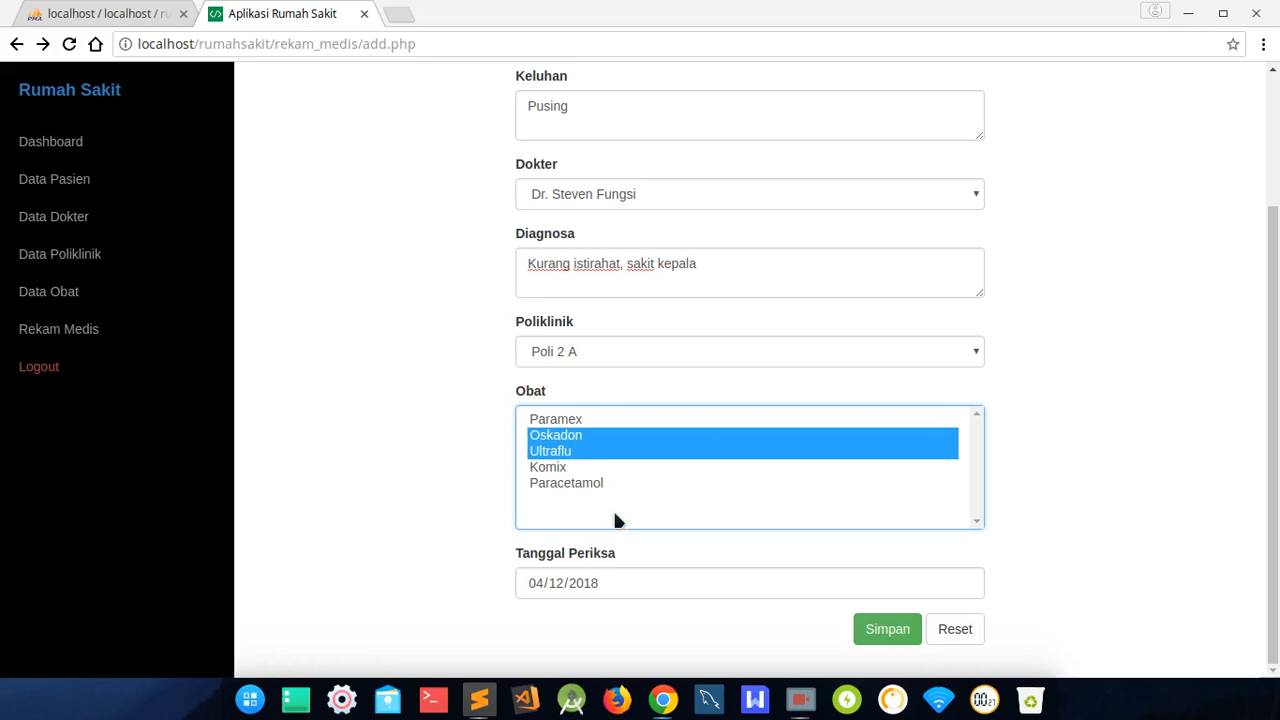 localhost / localhost / ru
Aplikasi Rumah Sakit
localhost/rumahsakit/rekam_medis/add.php
Rumah Sakit
Dashboard
Data Pasien
Data Dokter
Data Poliklinik
Data Obat
Rekam Medis
Logout
Keluhan
Pusing
Dokter
Dr. Steven Fungsi
Diagnosa
Kurang istirahat, sakit kepala
Poliklinik
Poli 2 A
Obat
Paramex
Oskadon
Ultraflu
Komix
Paracetamol
Tanggal Periksa
04/12/2018
Simpan
Reset